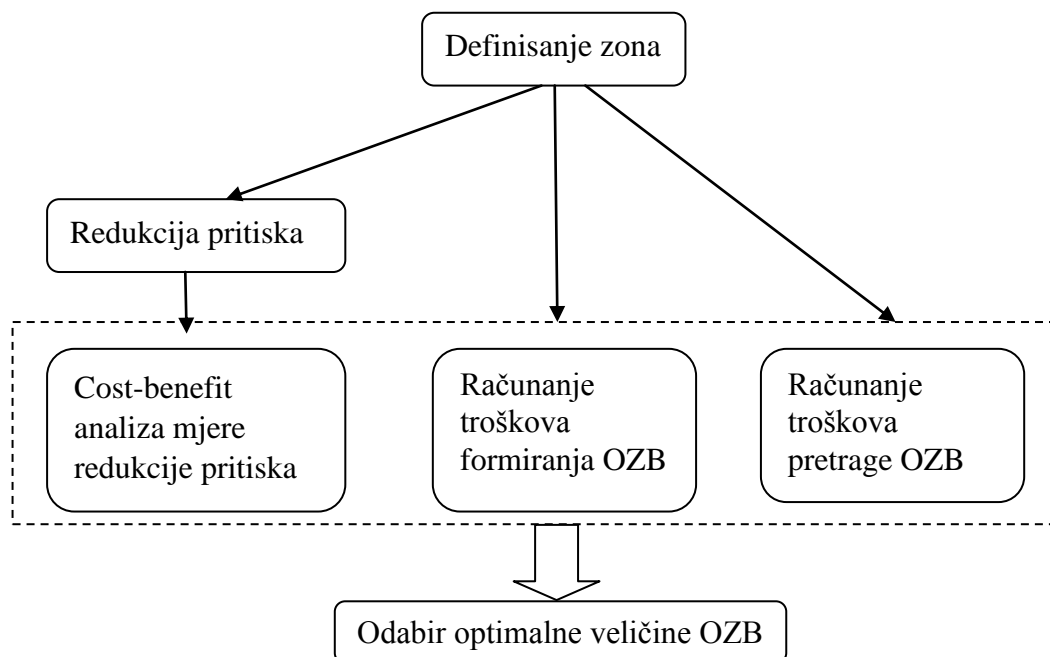 Definisanje zona
Redukcija pritiska
Cost-benefit
analiza mjere
redukcije pritiska
Računanje
troškova
formiranja OZB
Računanje
troškova
pretrage OZB
Odabir optimalne veličine OZB